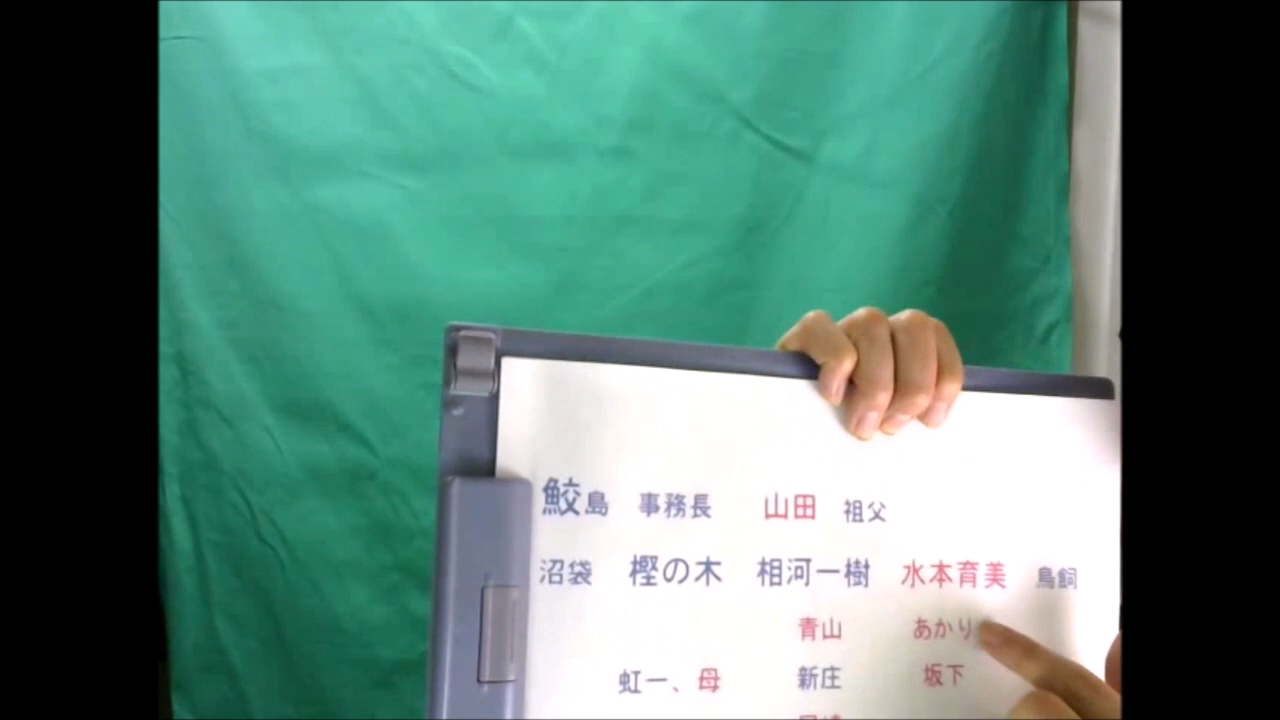 鮫島 事務長 山田 祖父
沼袋 樫の木 相河一樹 水本育美 鳥飼
青山 あかり
虹一、母 新庄 坂下